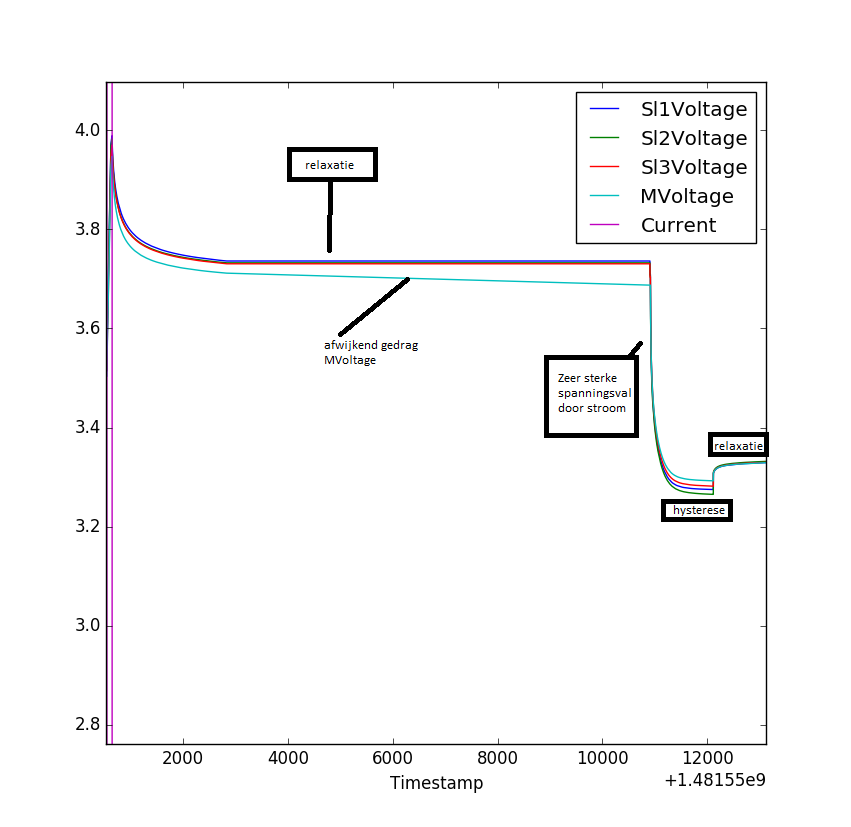 4.0
3.8
3.6
3.4
3.2
3.0
2.8
Sl1Voltage
Sl2Voltage
Sl3Voltage
MVoltage
Current
relaxatie
afwijkend gedrag
MVoltage
Zeer sterke
spanningsval
door stroom
relaxatie
hysterese
2000 4000 6000 8000 10000 12000
Timestamp
+1.48155e9